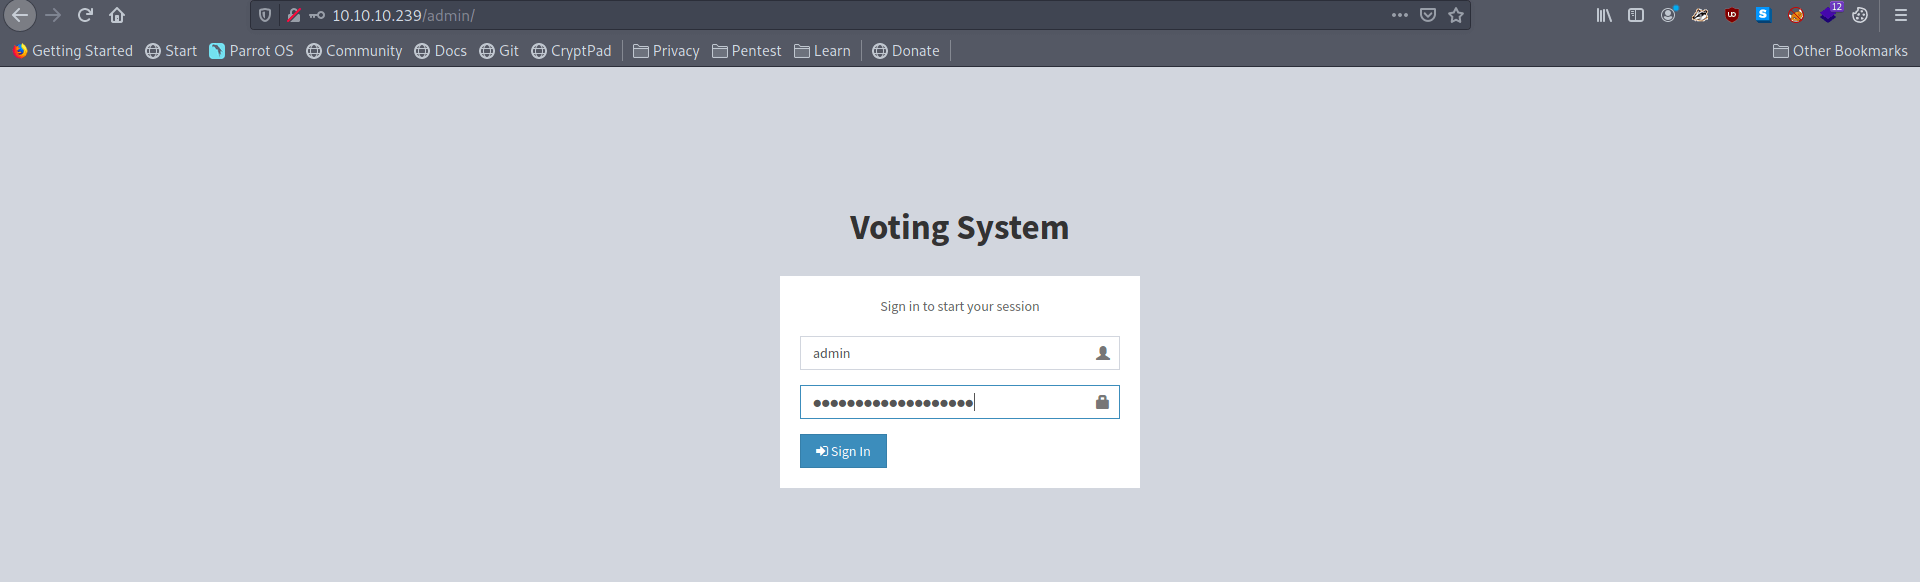 10.10.10.239/admin/
12
Getting Started Start Parrot OS Community Docs Git CryptPad Privacy Pentest Learn Donate Other Bookmarks
Voting System
Sign in to start your session
admin
●●●●●●●●●●●●●●●●●●●
Sign In